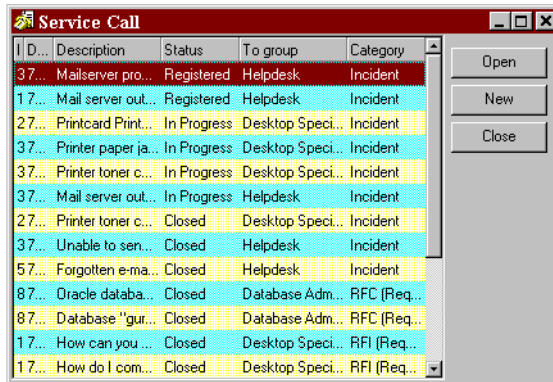 Service Call
I D... Description Status To group Category
37... Mailserver pro... Registered Helpdesk Incident
17... Mail server out... Registered Helpdesk Incident
27... Printcard Print... In Progress Desktop Speci... Incident
37... Printer paper ja... In Progress Desktop Speci... Incident
37... Printer toner c... In Progress Desktop Speci... Incident
37... Mail server out... In Progress Helpdesk Incident
27... Printer toner c... Closed Desktop Speci... Incident
37... Unable to sen... Closed Helpdesk Incident
57... Forgotten e-ma... Closed Helpdesk Incident
87... Oracle databa... Closed Database Adm... RFC (Req...
87... Database "gur... Closed Database Adm... RFC (Req...
17... How can you ... Closed Desktop Speci... RFI (Req...
17... How do I com... Closed Desktop Speci... RFI (Req...
Open
New
Close